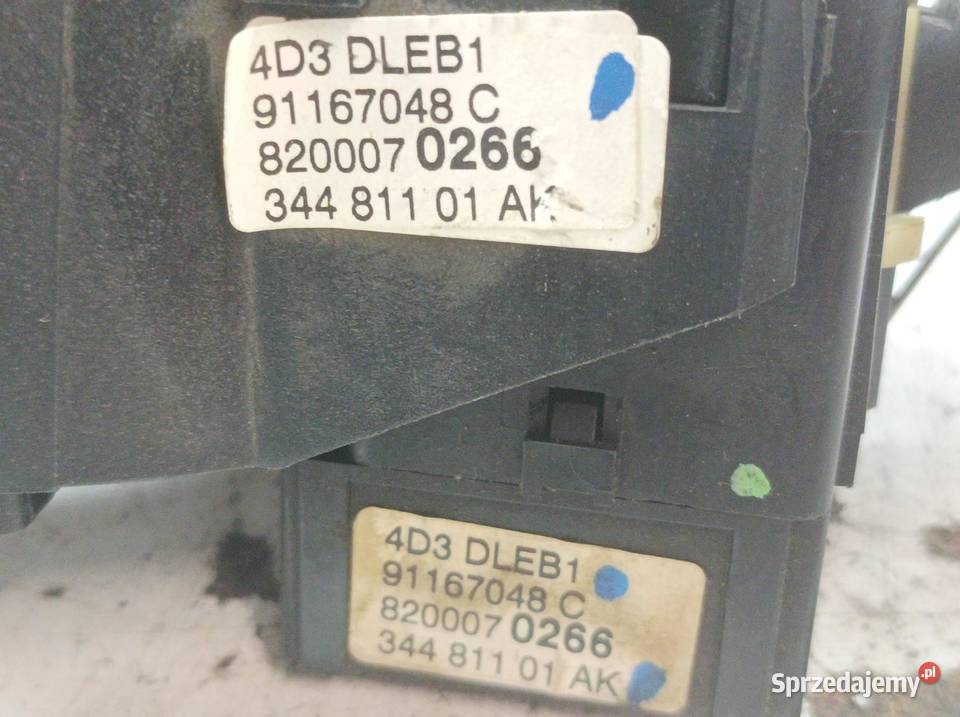 4D3 DLEB1
91167048 C
820007 0266
344 811 01 AK
4D3 DLEB1
91167048 C
820007 0266
344 811 01 AK
Sprzedajemy.pl